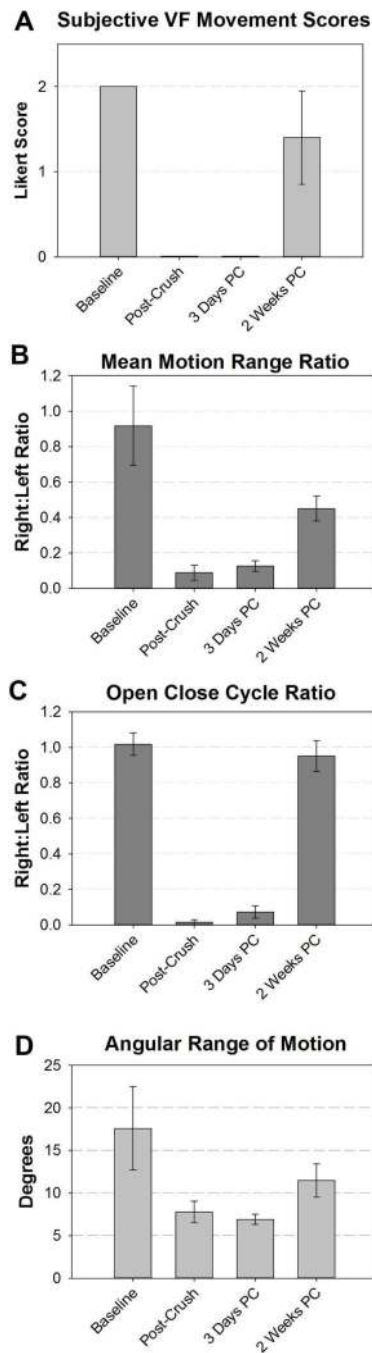 A Subjective VF Movement Scores
Likert Score
2
1
0
Baseline
Post-Crush
3 Days PC
2 Weeks PC
B Mean Motion Range Ratio
Right:Left Ratio
1.2
1.0
0.8
0.6
0.4
0.2
0.0
Baseline
Post-Crush
3 Days PC
2 Weeks PC
C Open Close Cycle Ratio
Right:Left Ratio
1.2
1.0
0.8
0.6
0.4
0.2
0.0
Baseline
Post-Crush
3 Days PC
2 Weeks PC
D Angular Range of Motion
Degrees
25
20
15
10
5
0
Baseline
Post-Crush
3 Days PC
2 Weeks PC